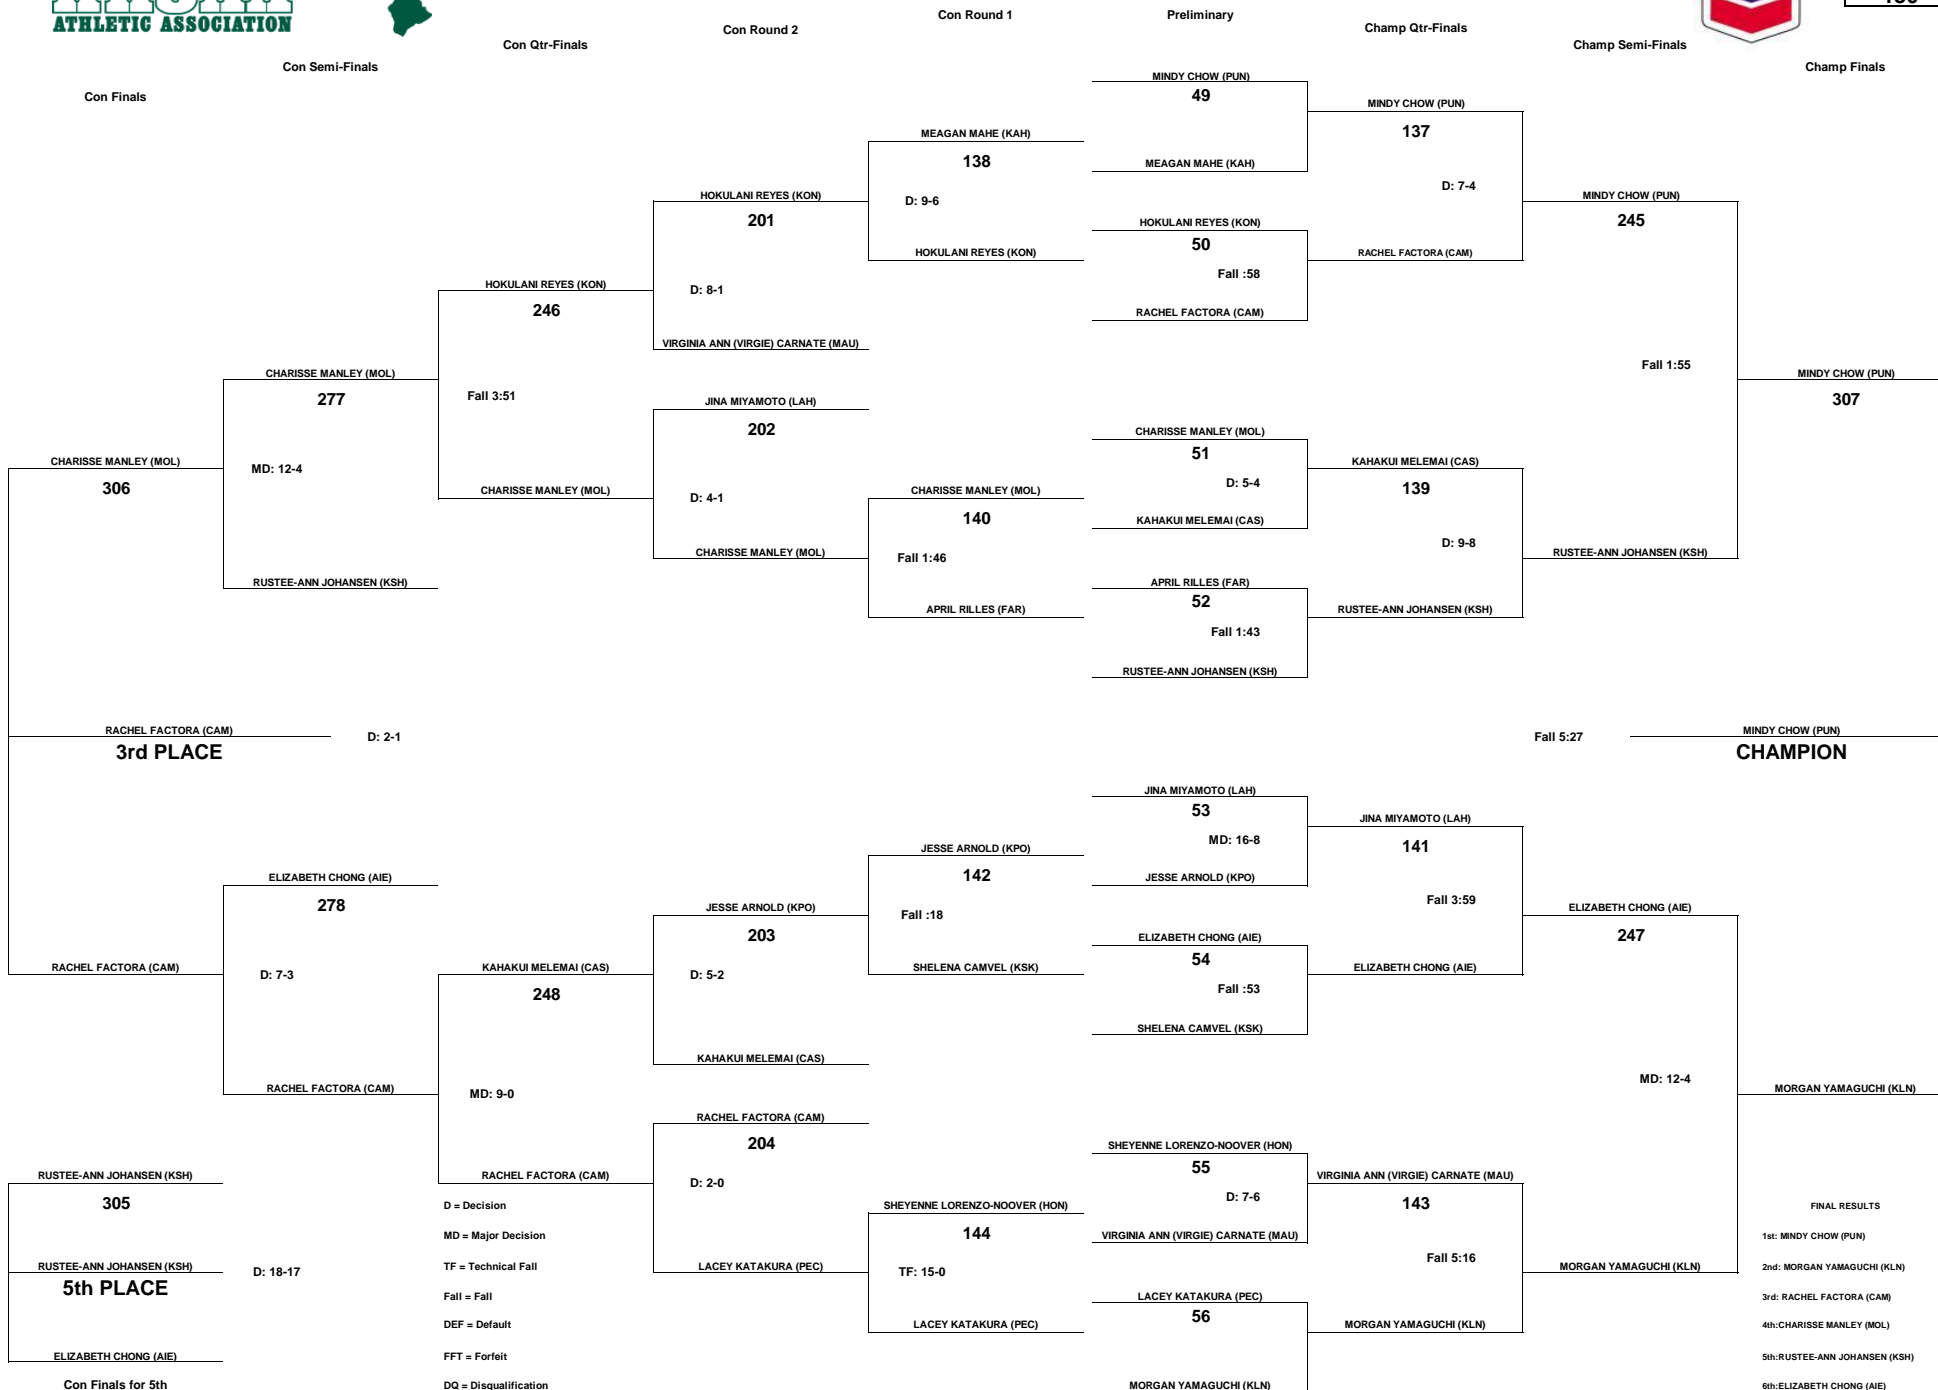 ATHLETIC ASSOCIATION
Con Finals
Con Semi-Finals
Con Qtr-Finals
Con Round 2
Con Round 1
Preliminary
Champ Qtr-Finals
Champ Semi-Finals
Champ Finals
MINDY CHOW (PUN)
49
MEAGAN MAHE (KAH)
HOKULANI REYES (KON)
50
Fall :58
RACHEL FACTORA (CAM)
CHARISSE MANLEY (MOL)
51
D: 5-4
KAHAKUI MELEMAI (CAS)
APRIL RILLES (FAR)
52
Fall 1:43
RUSTEE-ANN JOHANSEN (KSH)
JINA MIYAMOTO (LAH)
53
MD: 16-8
JESSE ARNOLD (KPO)
ELIZABETH CHONG (AIE)
54
Fall :53
SHELENA CAMVEL (KSK)
SHEYENNE LORENZO-NOOVER (HON)
55
D: 7-6
VIRGINIA ANN (VIRGIE) CARNATE (MAU)
LACEY KATAKURA (PEC)
56
MORGAN YAMAGUCHI (KLN)
MINDY CHOW (PUN)
137
D: 7-4
RACHEL FACTORA (CAM)
KAHAKUI MELEMAI (CAS)
139
D: 9-8
RUSTEE-ANN JOHANSEN (KSH)
JINA MIYAMOTO (LAH)
141
Fall 3:59
ELIZABETH CHONG (AIE)
VIRGINIA ANN (VIRGIE) CARNATE (MAU)
143
Fall 5:16
MORGAN YAMAGUCHI (KLN)
MINDY CHOW (PUN)
245
Fall 1:55
RUSTEE-ANN JOHANSEN (KSH)
ELIZABETH CHONG (AIE)
247
MD: 12-4
MORGAN YAMAGUCHI (KLN)
MINDY CHOW (PUN)
307
Fall 5:27
MINDY CHOW (PUN)
CHAMPION
MORGAN YAMAGUCHI (KLN)
MEAGAN MAHE (KAH)
138
D: 9-6
HOKULANI REYES (KON)
CHARISSE MANLEY (MOL)
140
Fall 1:46
APRIL RILLES (FAR)
JESSE ARNOLD (KPO)
142
Fall :18
SHELENA CAMVEL (KSK)
SHEYENNE LORENZO-NOOVER (HON)
144
TF: 15-0
LACEY KATAKURA (PEC)
HOKULANI REYES (KON)
201
D: 8-1
VIRGINIA ANN (VIRGIE) CARNATE (MAU)
JINA MIYAMOTO (LAH)
202
D: 4-1
CHARISSE MANLEY (MOL)
JESSE ARNOLD (KPO)
203
D: 5-2
KAHAKUI MELEMAI (CAS)
RACHEL FACTORA (CAM)
204
D: 2-0
LACEY KATAKURA (PEC)
HOKULANI REYES (KON)
246
Fall 3:51
CHARISSE MANLEY (MOL)
KAHAKUI MELEMAI (CAS)
248
MD: 9-0
RACHEL FACTORA (CAM)
CHARISSE MANLEY (MOL)
277
MD: 12-4
RUSTEE-ANN JOHANSEN (KSH)
ELIZABETH CHONG (AIE)
278
D: 7-3
RACHEL FACTORA (CAM)
CHARISSE MANLEY (MOL)
306
RACHEL FACTORA (CAM)
D: 2-1
3rd PLACE
RACHEL FACTORA (CAM)
RUSTEE-ANN JOHANSEN (KSH)
305
RUSTEE-ANN JOHANSEN (KSH)
D: 18-17
5th PLACE
ELIZABETH CHONG (AIE)
Con Finals for 5th
D = Decision
MD = Major Decision
TF = Technical Fall
Fall = Fall
DEF = Default
FFT = Forfeit
DQ = Disqualification
FINAL RESULTS
1st: MINDY CHOW (PUN)
2nd: MORGAN YAMAGUCHI (KLN)
3rd: RACHEL FACTORA (CAM)
4th:CHARISSE MANLEY (MOL)
5th:RUSTEE-ANN JOHANSEN (KSH)
6th:ELIZABETH CHONG (AIE)